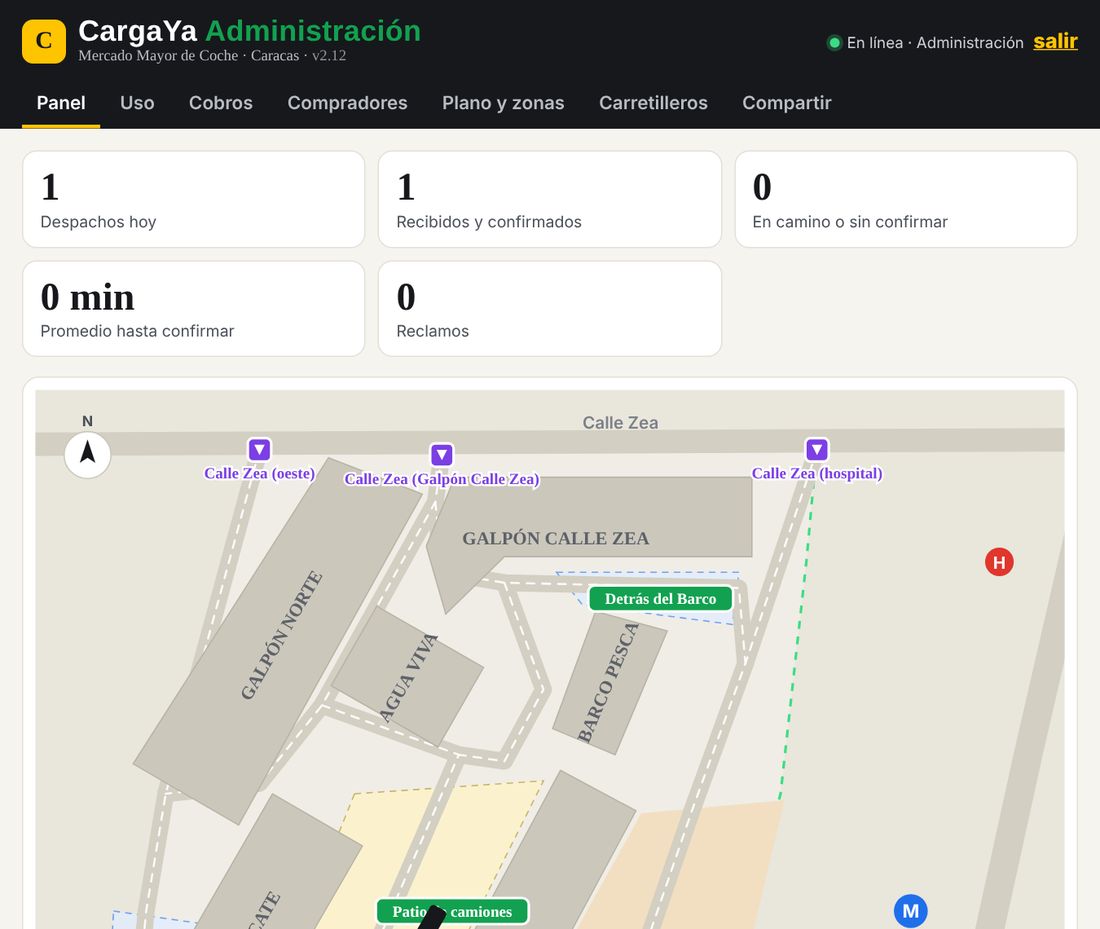 C
CargaYa Administración
Mercado Mayor de Coche · Caracas · v2.12
En línea · Administración salir
Panel Uso Cobros Compradores Plano y zonas Carretilleros Compartir
1
Despachos hoy
1
Recibidos y confirmados
0
En camino o sin confirmar
0 min
Promedio hasta confirmar
0
Reclamos
N
Calle Zea
Calle Zea (oeste)
Calle Zea (Galpón Calle Zea)
Calle Zea (hospital)
GALPÓN CALLE ZEA
H
Detrás del Barco
GALPÓN NORTE
AGUA VIVA
BARCO PESCA
camiones
M